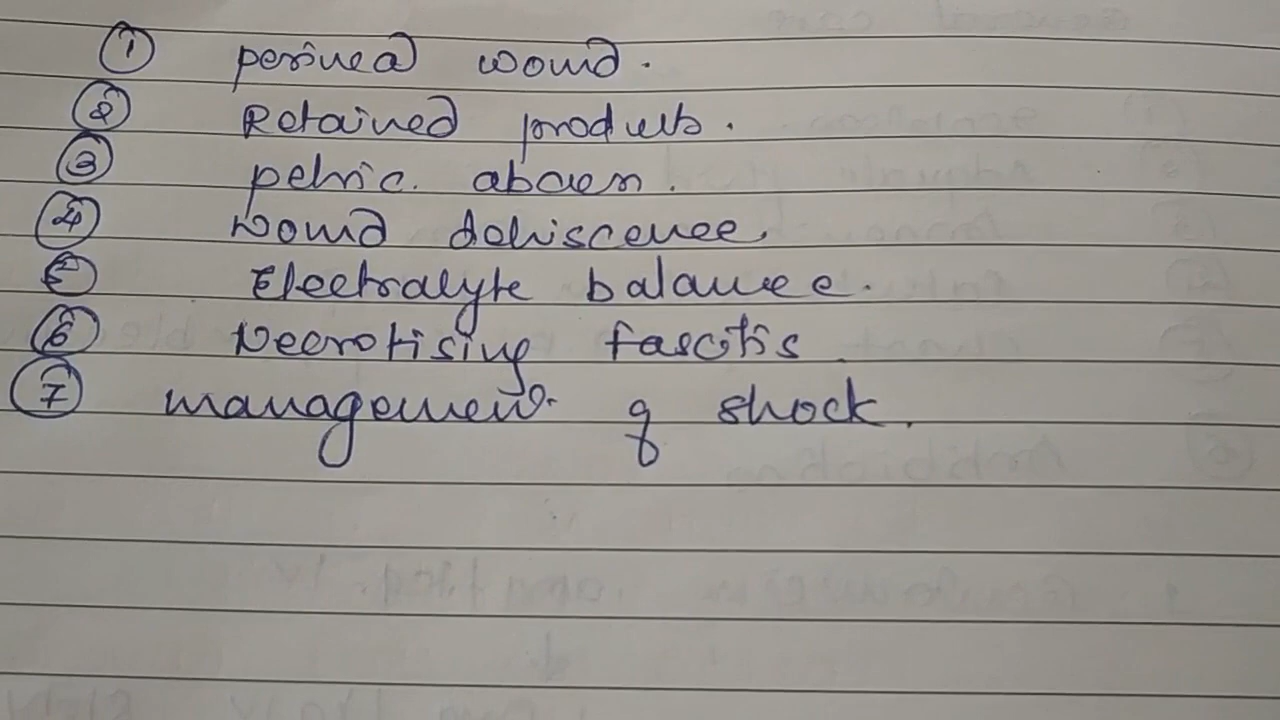 ① perineal wound.
② Retained products.
③ pelvic. abscess.
④ wound dehiscence.
⑤ Electralyte balance.
⑥ Necrotising fascitis.
⑦ management of shock.